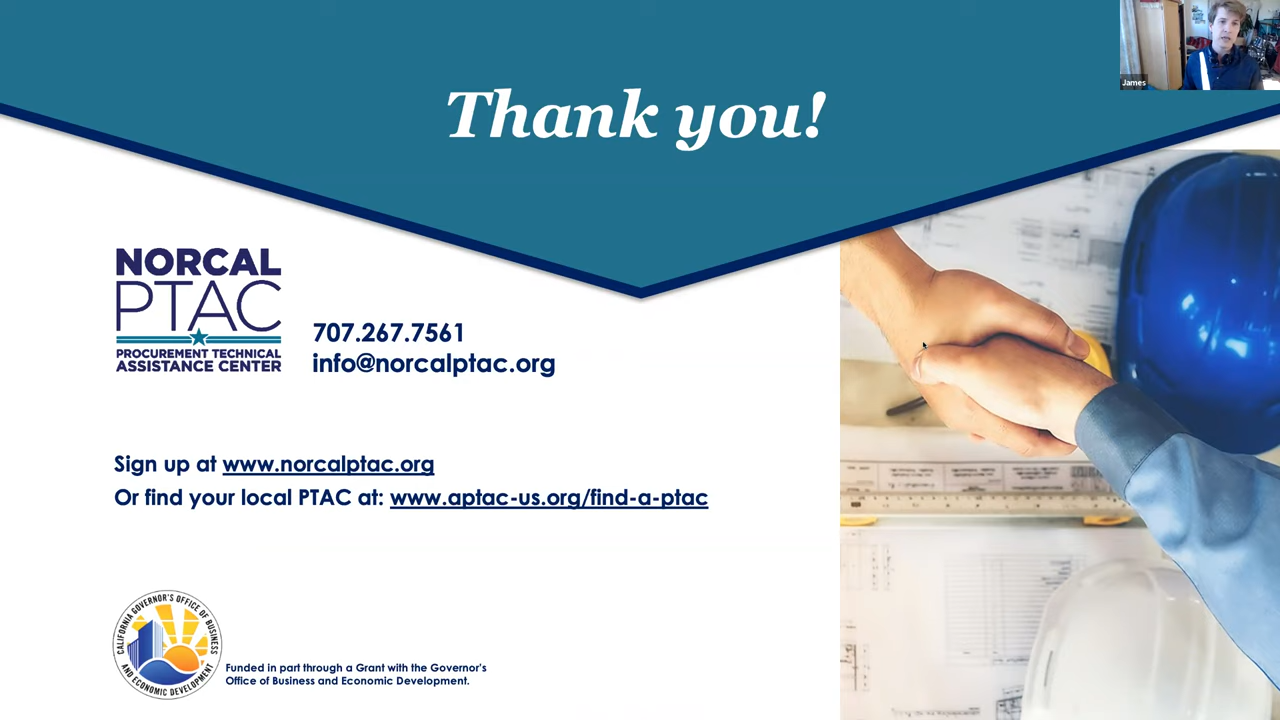 James
Thank you!
NORCAL
PTAC
PROCUREMENT TECHNICAL
ASSISTANCE CENTER
707.267.7561
info@norcalptac.org
Sign up at www.norcalptac.org
Or find your local PTAC at: www.aptac-us.org/find-a-ptac
CALIFORNIA GOVERNOR'S OFFICE OF BUSINESS
AND ECONOMIC DEVELOPMENT
Funded in part through a Grant with the Governor's
Office of Business and Economic Development.